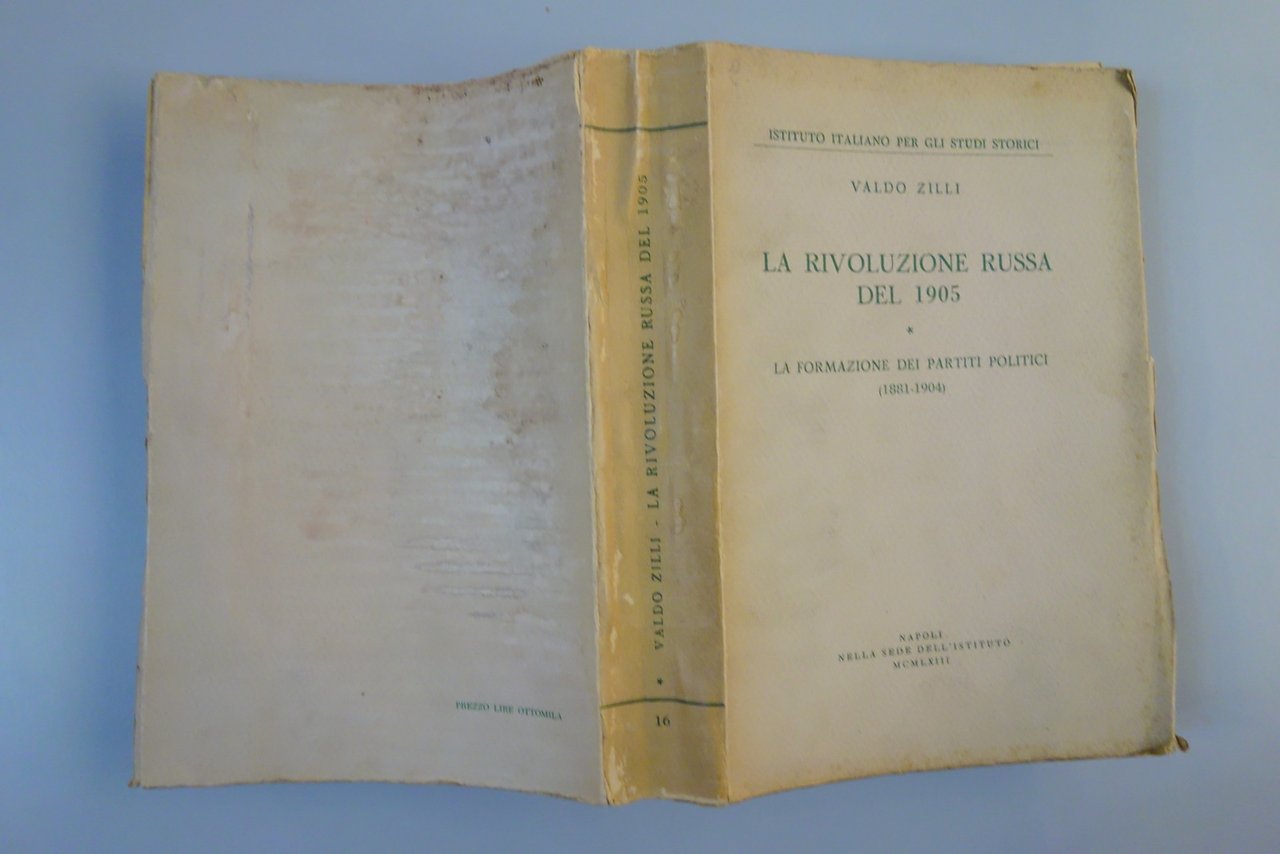 ISTITUTO ITALIANO PER GLI STUDI STORICI
VALDO ZILLI
LA RIVOLUZIONE RUSSA
DEL 1905
*
LA FORMAZIONE DEI PARTITI POLITICI
(1881-1904)
NAPOLI
NELLA SEDE DELL'ISTITUTO
MCMLXIII
* VALDO ZILLI - LA RIVOLUZIONE RUSSA DEL 1905
16
PREZZO LIRE OTTOMILA